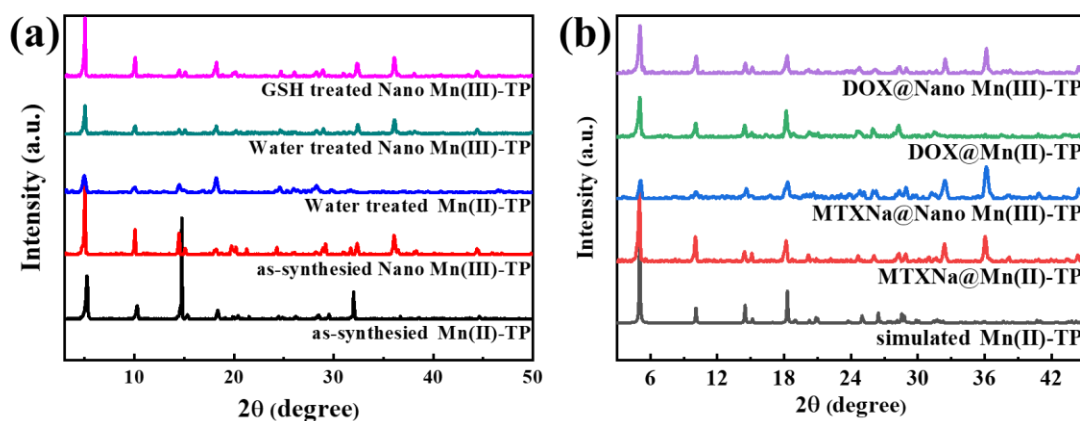 (a)
Intensity (a.u.)
GSH treated Nano Mn(III)-TP
Water treated Nano Mn(III)-TP
Water treated Mn(II)-TP
as-synthesied Nano Mn(III)-TP
as-synthesied Mn(II)-TP
10 20 30 40 50
2θ (degree)
(b)
Intensity (a.u.)
DOX@Nano Mn(III)-TP
DOX@Mn(II)-TP
MTXNa@Nano Mn(III)-TP
MTXNa@Mn(II)-TP
simulated Mn(II)-TP
6 12 18 24 30 36 42
2θ (degree)